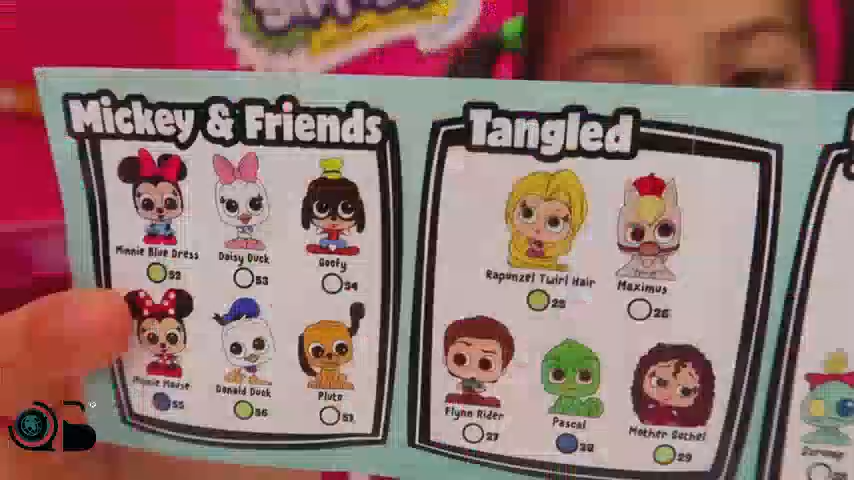 Mickey & Friends
Minnie Blue Dress
52
Daisy Duck
53
Goofy
54
Minnie Mouse
55
Donald Duck
56
Pluto
57
Tangled
Rapunzel Twirl Hair
25
Maximus
26
Flynn Rider
27
Pascal
28
Mother Gothel
29